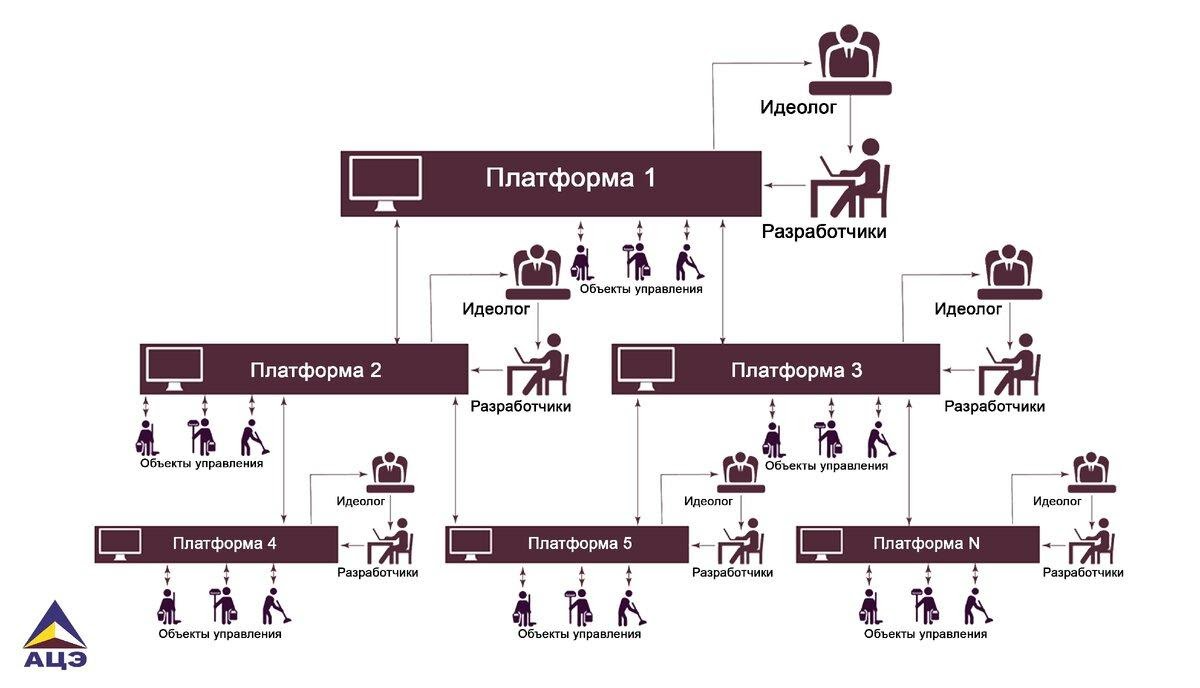 Идеолог
Платформа 1
Разработчики
Объекты управления
Идеолог
Идеолог
Платформа 2
Платформа 3
Разработчики
Разработчики
Объекты управления
Объекты управления
Идеолог
Идеолог
Идеолог
Платформа 4
Платформа 5
Платформа N
Разработчики
Разработчики
Разработчики
Объекты управления
Объекты управления
Объекты управления
АЦЭ